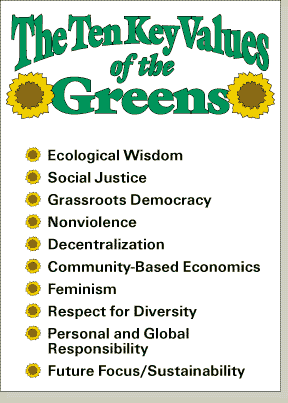 The Ten Key Values
of the
Greens
Ecological Wisdom
Social Justice
Grassroots Democracy
Nonviolence
Decentralization
Community-Based Economics
Feminism
Respect for Diversity
Personal and Global
Responsibility
Future Focus/Sustainability